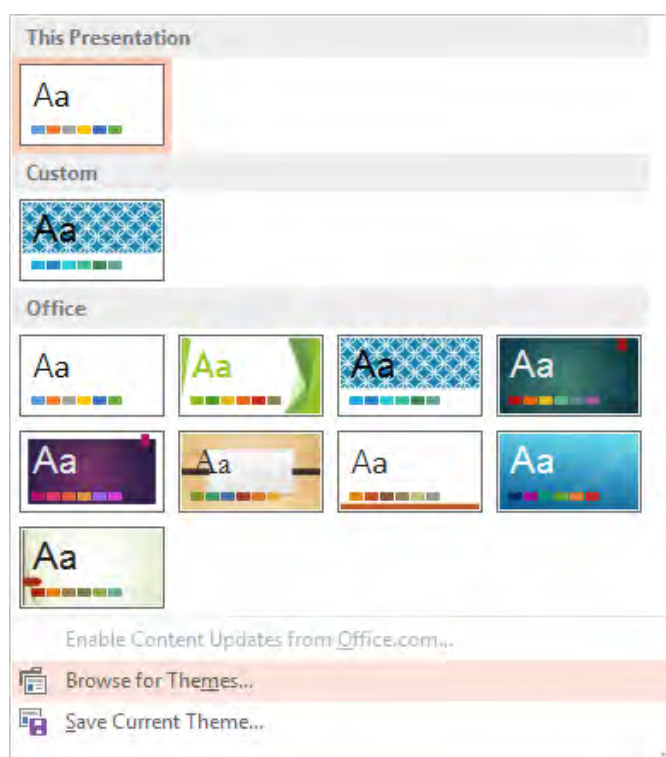 This Presentation
Aa
Custom
Aa
Office
Aa Aa Aa Aa
Aa Aa Aa Aa
Aa
Enable Content Updates from Office.com...
Browse for Themes...
Save Current Theme...